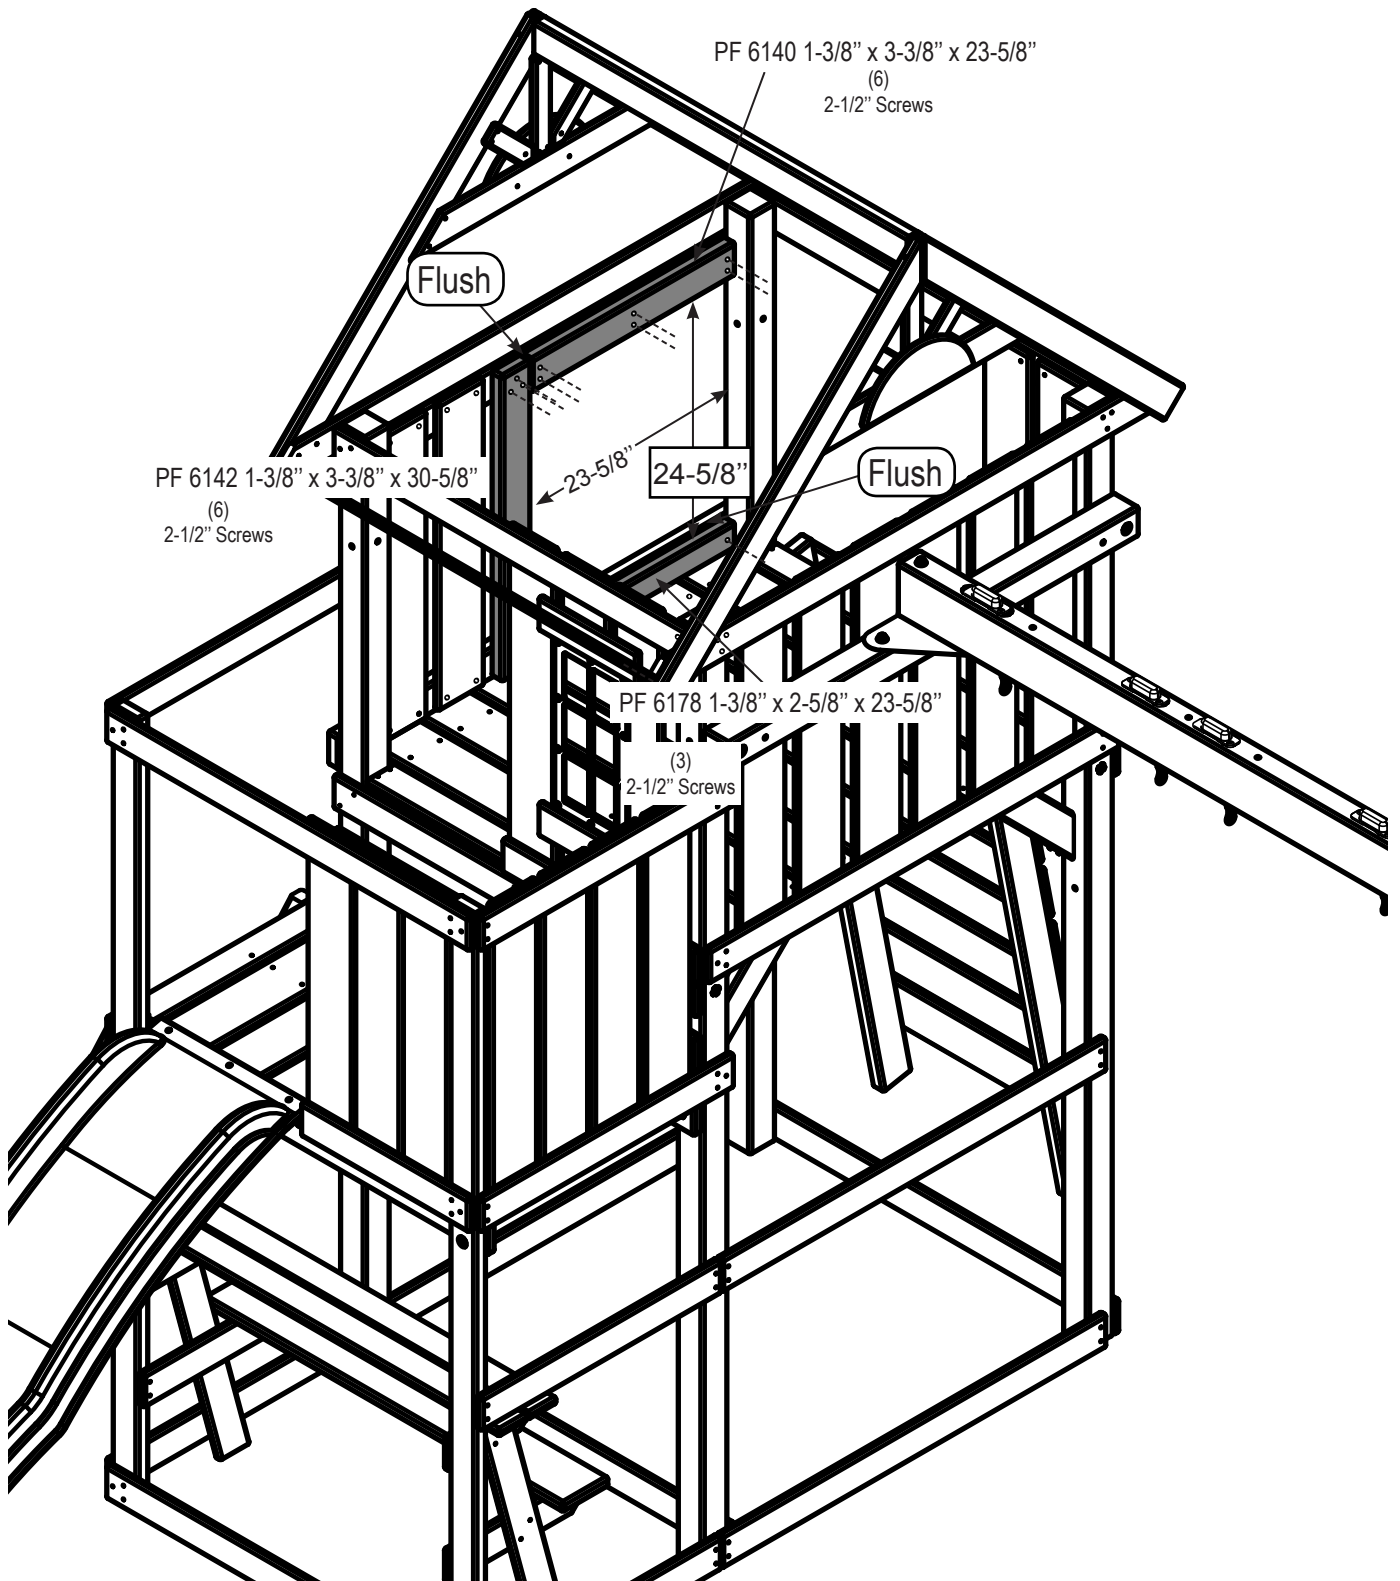 PF 6140 1-3/8” x 3-3/8” x 23-5/8”
(6)
2-1/2” Screws
Flush
23-5/8”
24-5/8”
Flush
PF 6142 1-3/8” x 3-3/8” x 30-5/8”
(6)
2-1/2” Screws
PF 6178 1-3/8” x 2-5/8” x 23-5/8”
(3)
2-1/2” Screws